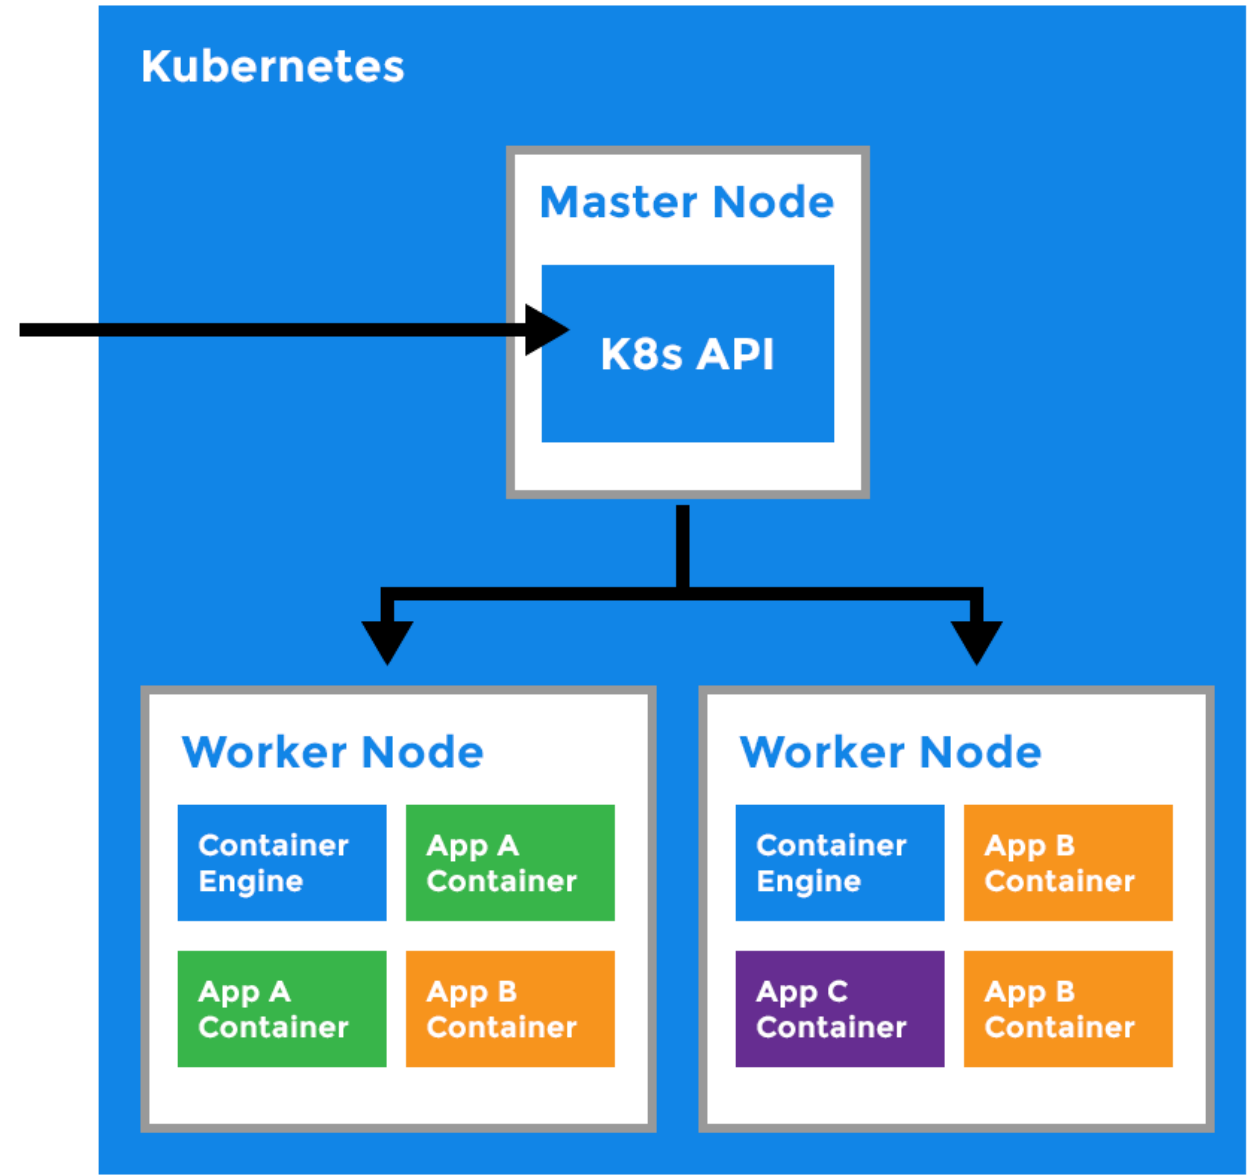 Kubernetes
Master Node
K8s API
Worker Node
Container
Engine
App A
Container
App A
Container
App B
Container
Worker Node
Container
Engine
App B
Container
App C
Container
App B
Container